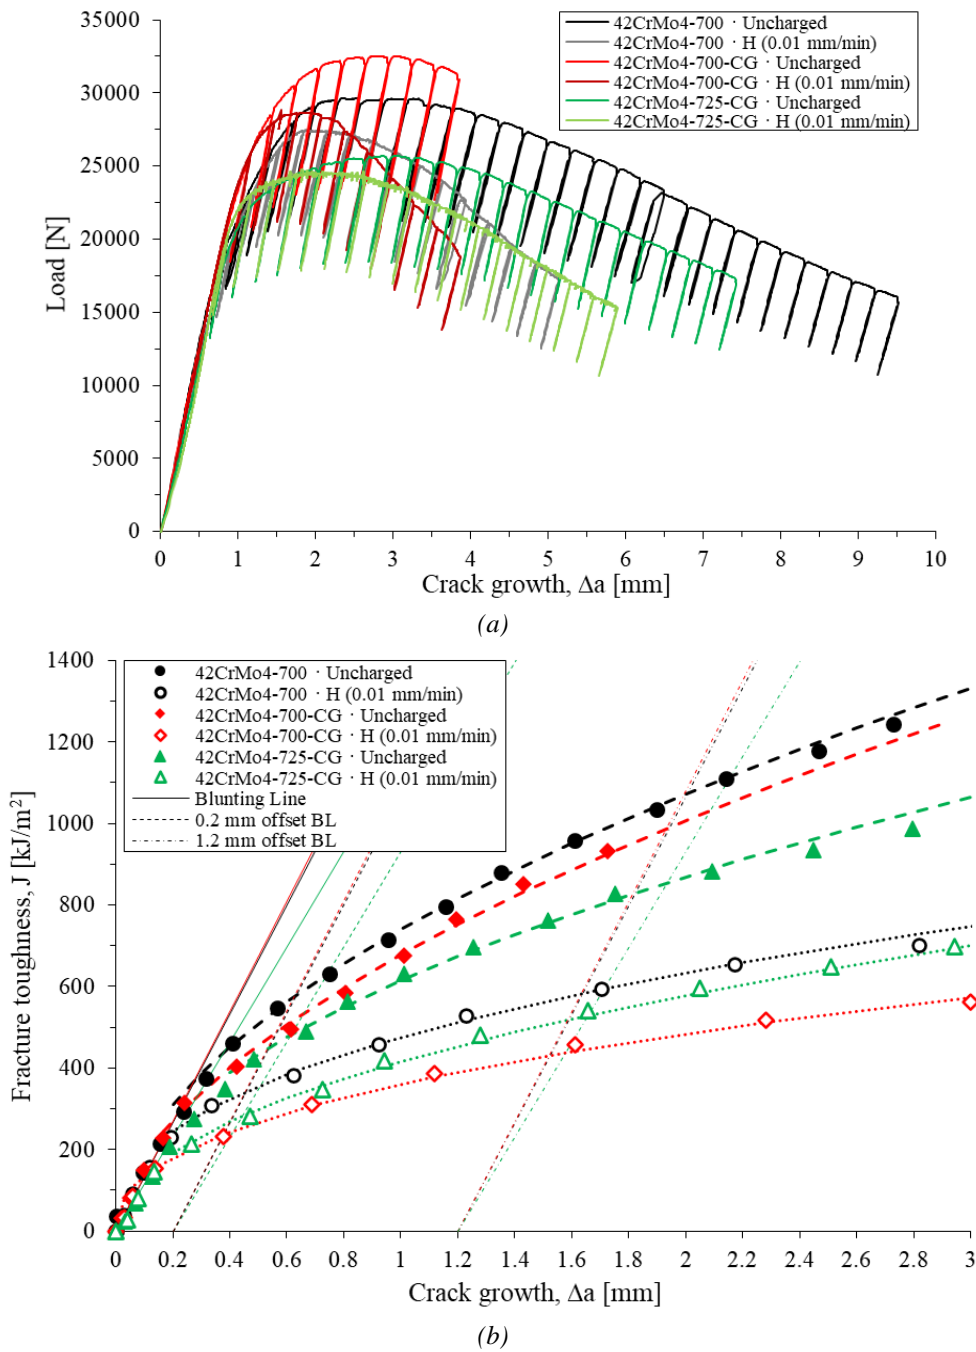 42CrMo4-700 · Uncharged
42CrMo4-700 · H (0.01 mm/min)
42CrMo4-700-CG · Uncharged
42CrMo4-700-CG · H (0.01 mm/min)
42CrMo4-725-CG · Uncharged
42CrMo4-725-CG · H (0.01 mm/min)
35000
30000
25000
20000
15000
10000
5000
0
Load [N]
0 1 2 3 4 5 6 7 8 9 10
Crack growth, Δa [mm]
(a)
1400
1200
1000
800
600
400
200
0
Fracture toughness, J [kJ/m²]
42CrMo4-700 · Uncharged
42CrMo4-700 · H (0.01 mm/min)
42CrMo4-700-CG · Uncharged
42CrMo4-700-CG · H (0.01 mm/min)
42CrMo4-725-CG · Uncharged
42CrMo4-725-CG · H (0.01 mm/min)
Blunting Line
0.2 mm offset BL
1.2 mm offset BL
0 0.2 0.4 0.6 0.8 1 1.2 1.4 1.6 1.8 2 2.2 2.4 2.6 2.8 3
Crack growth, Δa [mm]
(b)